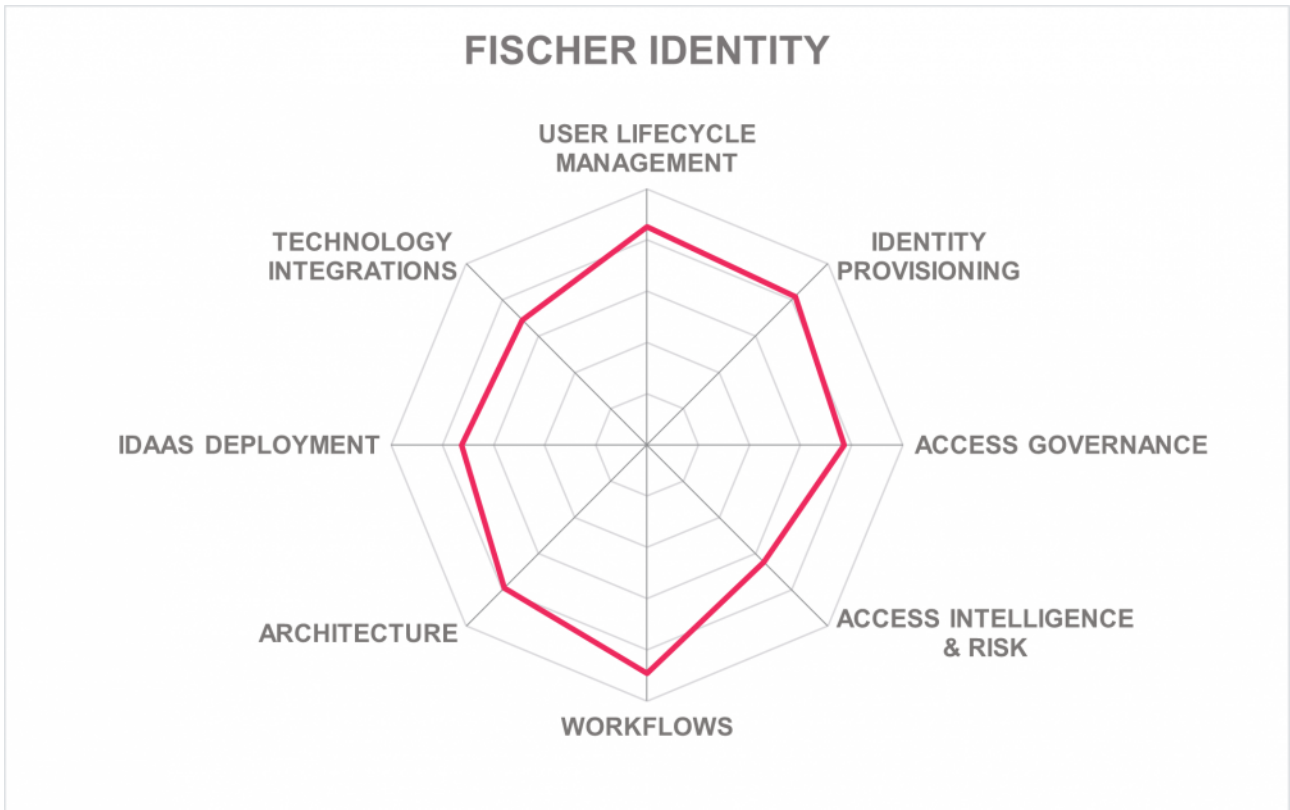 FISCHER IDENTITY
USER LIFECYCLE
MANAGEMENT
TECHNOLOGY
INTEGRATIONS
IDENTITY
PROVISIONING
IDAAS DEPLOYMENT
ACCESS GOVERNANCE
ARCHITECTURE
ACCESS INTELLIGENCE
& RISK
WORKFLOWS